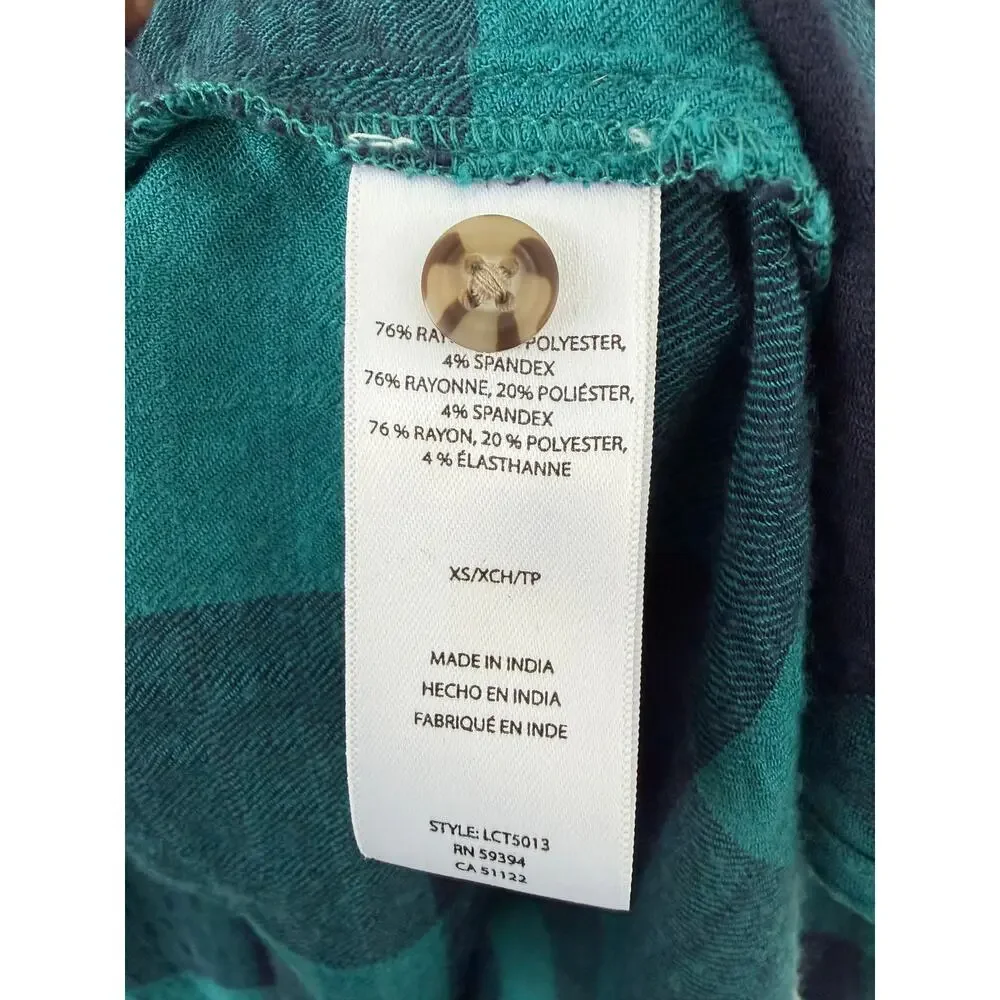 76% RA POLYESTER,
4% SPANDEX
76% RAYONNE, 20% POLIÉSTER,
4% SPANDEX
76 % RAYON, 20 % POLYESTER,
4 % ÉLASTHANNE
XS/XCH/TP
MADE IN INDIA
HECHO EN INDIA
FABRIQUÉ EN INDE
STYLE: LCT5013
RN 59394
CA 51122